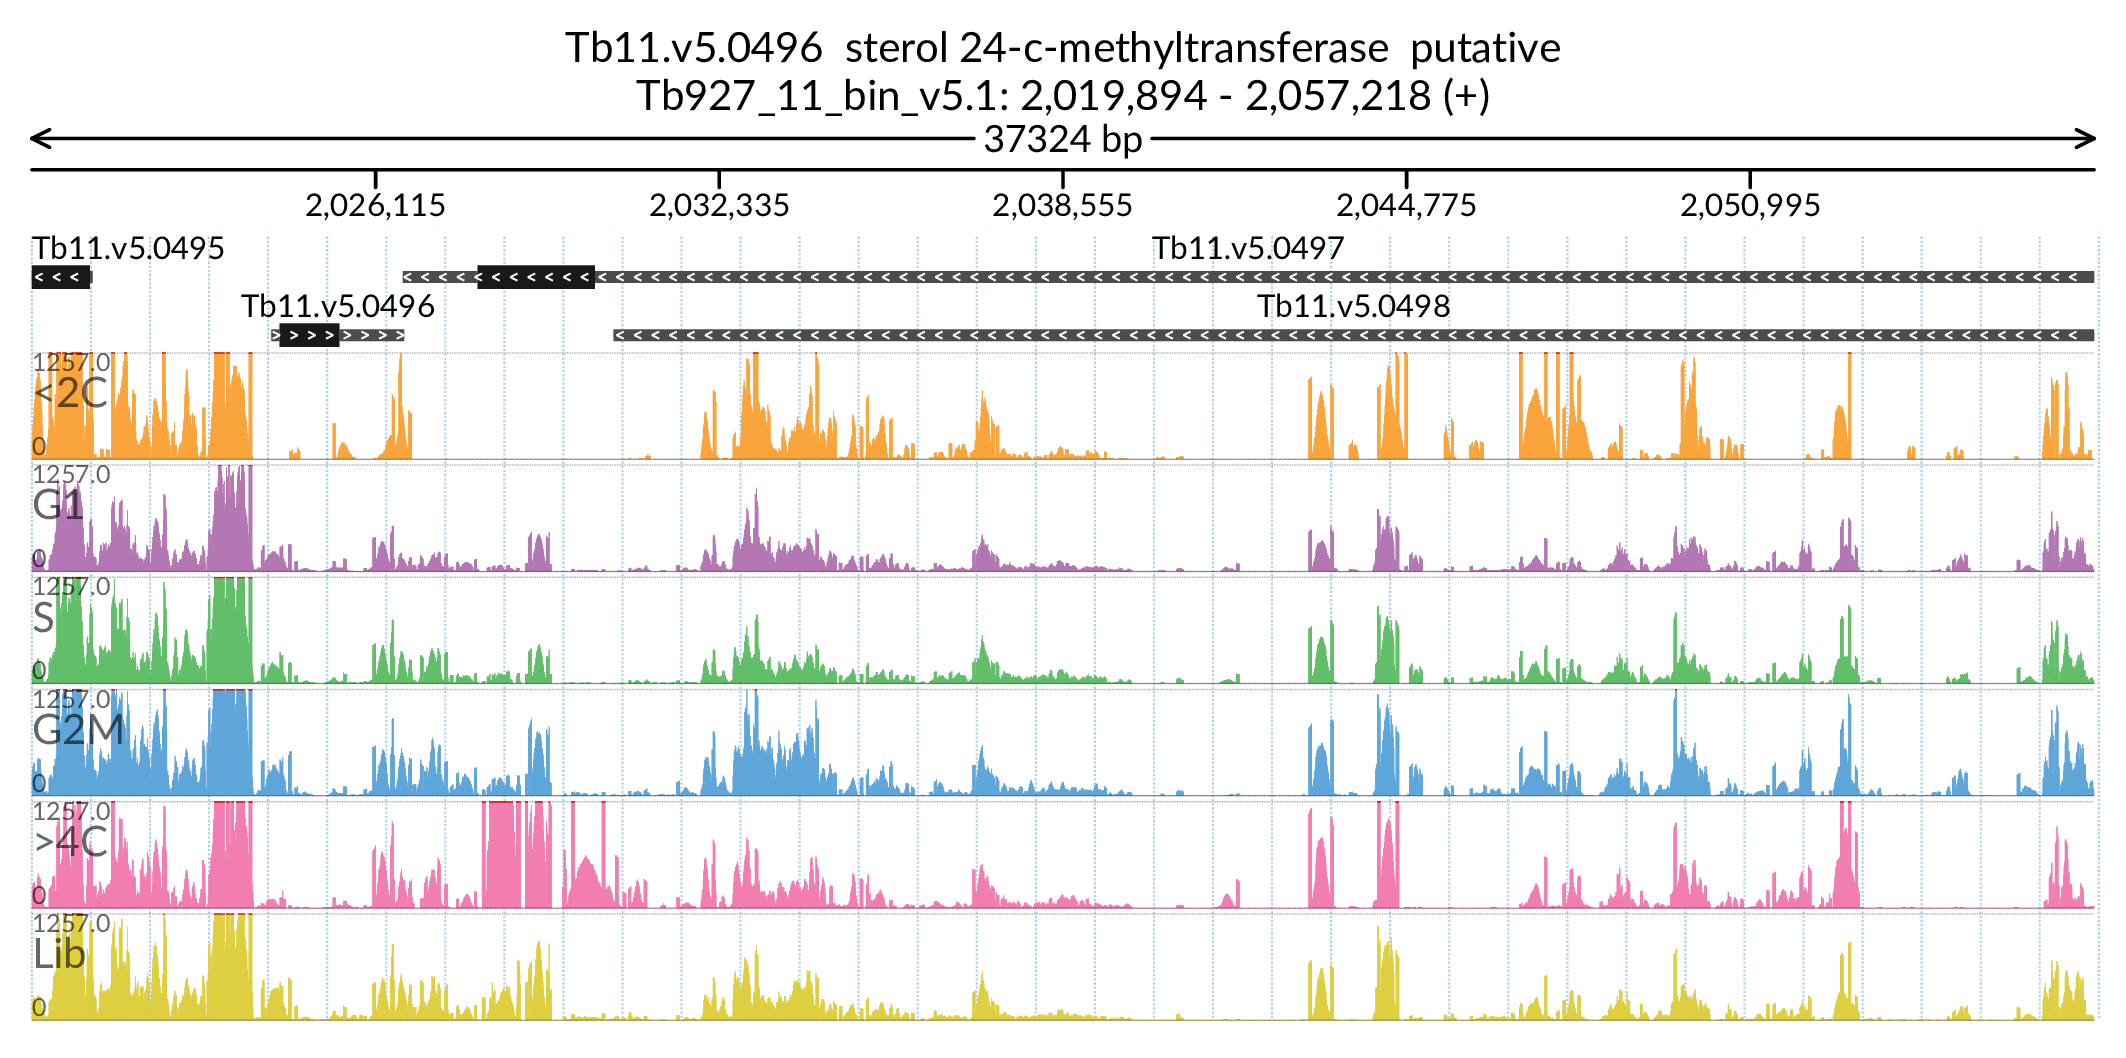 Tb11.v5.0496 sterol 24-c-methyltransferase putative
Tb927_11_bin_v5.1: 2,019,894 - 2,057,218 (+)
37324 bp
2,026,115 2,032,335 2,038,555 2,044,775 2,050,995
Tb11.v5.0495 Tb11.v5.0497
Tb11.v5.0496 Tb11.v5.0498
1257.0
<2C
0
1257.0
G1
0
1257.0
S
0
1257.0
G2M
0
1257.0
>4C
0
1257.0
Lib
0